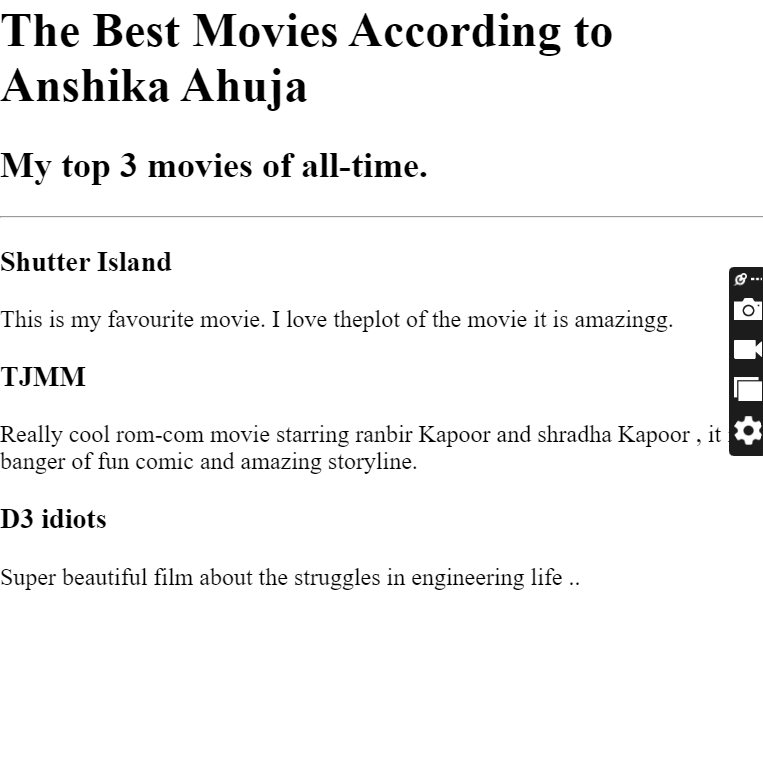 The Best Movies According to
Anshika Ahuja
My top 3 movies of all-time.
Shutter Island
This is my favourite movie. I love theplot of the movie it is amazingg.
TJMM
Really cool rom-com movie starring ranbir Kapoor and shradha Kapoor , it
banger of fun comic and amazing storyline.
D3 idiots
Super beautiful film about the struggles in engineering life ..